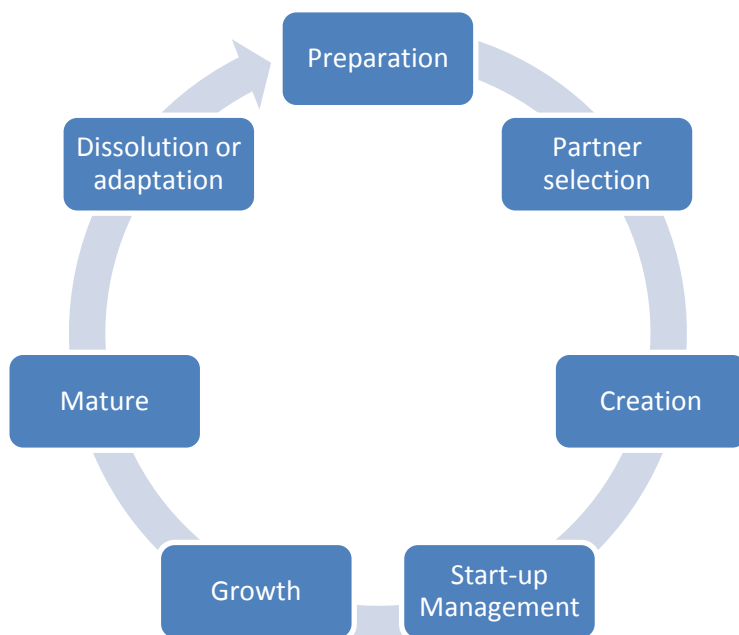 Preparation
Partner
selection
Creation
Start-up
Management
Growth
Mature
Dissolution or
adaptation